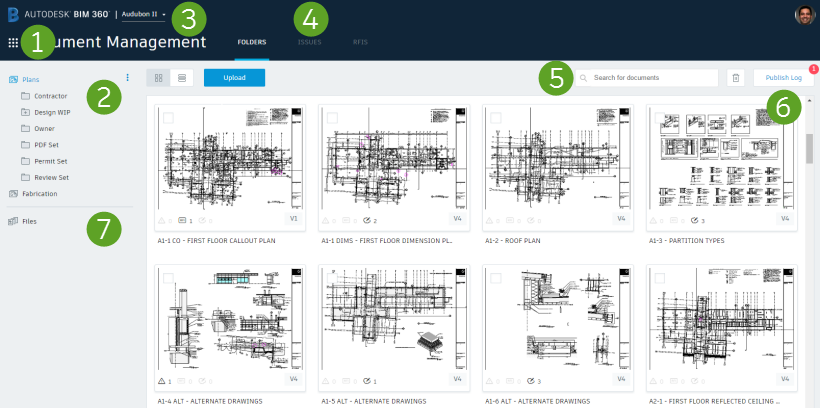 AUTODESK® BIM 360™ Audubon II
3
4
1
ument Management
FOLDERS
ISSUES
RFIS
Plans
Contractor
Design WIP
Owner
PDF Set
Permit Set
Review Set
Fabrication
Files
2
7
Upload
5
Search for documents
Publish Log
1
6
0 1 0 V1
A1-1 CO - FIRST FLOOR CALLOUT PLAN
0 0 2 V4
A1-1 DIMS - FIRST FLOOR DIMENSION PL..
0 0 0 V4
A1-2 - ROOF PLAN
0 0 3 V4
A1-3 - PARTITION TYPES
1 0 0 V4
A1-4 ALT - ALTERNATE DRAWINGS
0 0 1 V4
A1-5 ALT - ALTERNATE DRAWINGS
0 0 3 V4
A1-6 ALT - ALTERNATE DRAWINGS
0 0 0 V4
A2-1 - FIRST FLOOR REFLECTED CEILING ...